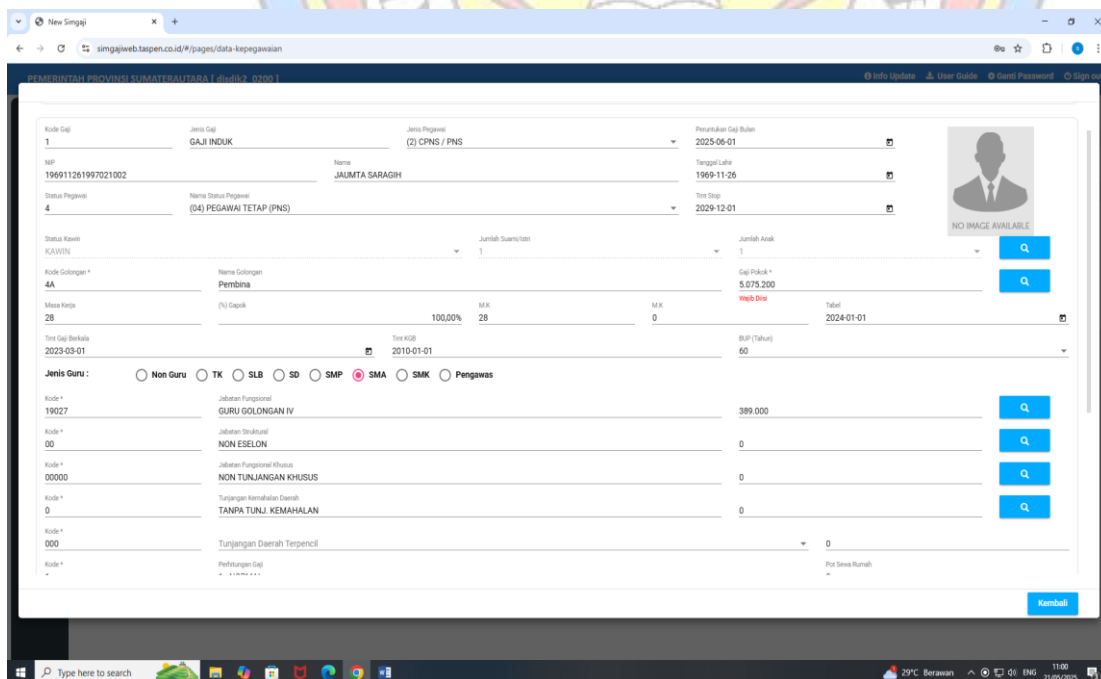 New Simgaji
simgajiweb.taspen.co.id/#/pages/data-kepegawaian
PEMERINTAH PROVINSI SUMATERAUTARA [ disdik2_0200 ] Info Update User Guide Ganti Password Sign out
Kode Gaji Jenis Gaji Jenis Pegawai Peruntukan Gaji Bulan
1 GAJI INDUK (2) CPNS / PNS 2025-06-01
NIP Nama Tanggal Lahir
196911261997021002 JAUMTA SARAGIH 1969-11-26
Status Pegawai Nama Status Pegawai Tmt Stop
4 (04) PEGAWAI TETAP (PNS) 2029-12-01
NO IMAGE AVAILABLE
Status Kawin Jumlah Suami/Istri Jumlah Anak
KAWIN 1 1
Kode Golongan * Nama Golongan Gaji Pokok *
4A Pembina 5.075.200
Wajib Diisi
Masa Kerja (%) Gapok M.K M.K Tabel
28 100,00% 28 0 2024-01-01
Tmt Gaji Berkala Tmt KGB BUP (Tahun)
2023-03-01 2010-01-01 60
Jenis Guru : Non Guru TK SLB SD SMP SMA SMK Pengawas
Kode * Jabatan Fungsional
19027 GURU GOLONGAN IV 389.000
Kode * Jabatan Struktural
00 NON ESELON 0
Kode * Jabatan Fungsional Khusus
00000 NON TUNJANGAN KHUSUS 0
Kode * Tunjangan Kemahalan Daerah
0 TANPA TUNJ. KEMAHALAN 0
Kode *
000 Tunjangan Daerah Terpencil 0
Kode * Perhitungan Gaji Pot Sewa Rumah
Kembali
Type here to search 29°C Berawan ENG 11:00
21/05/2025